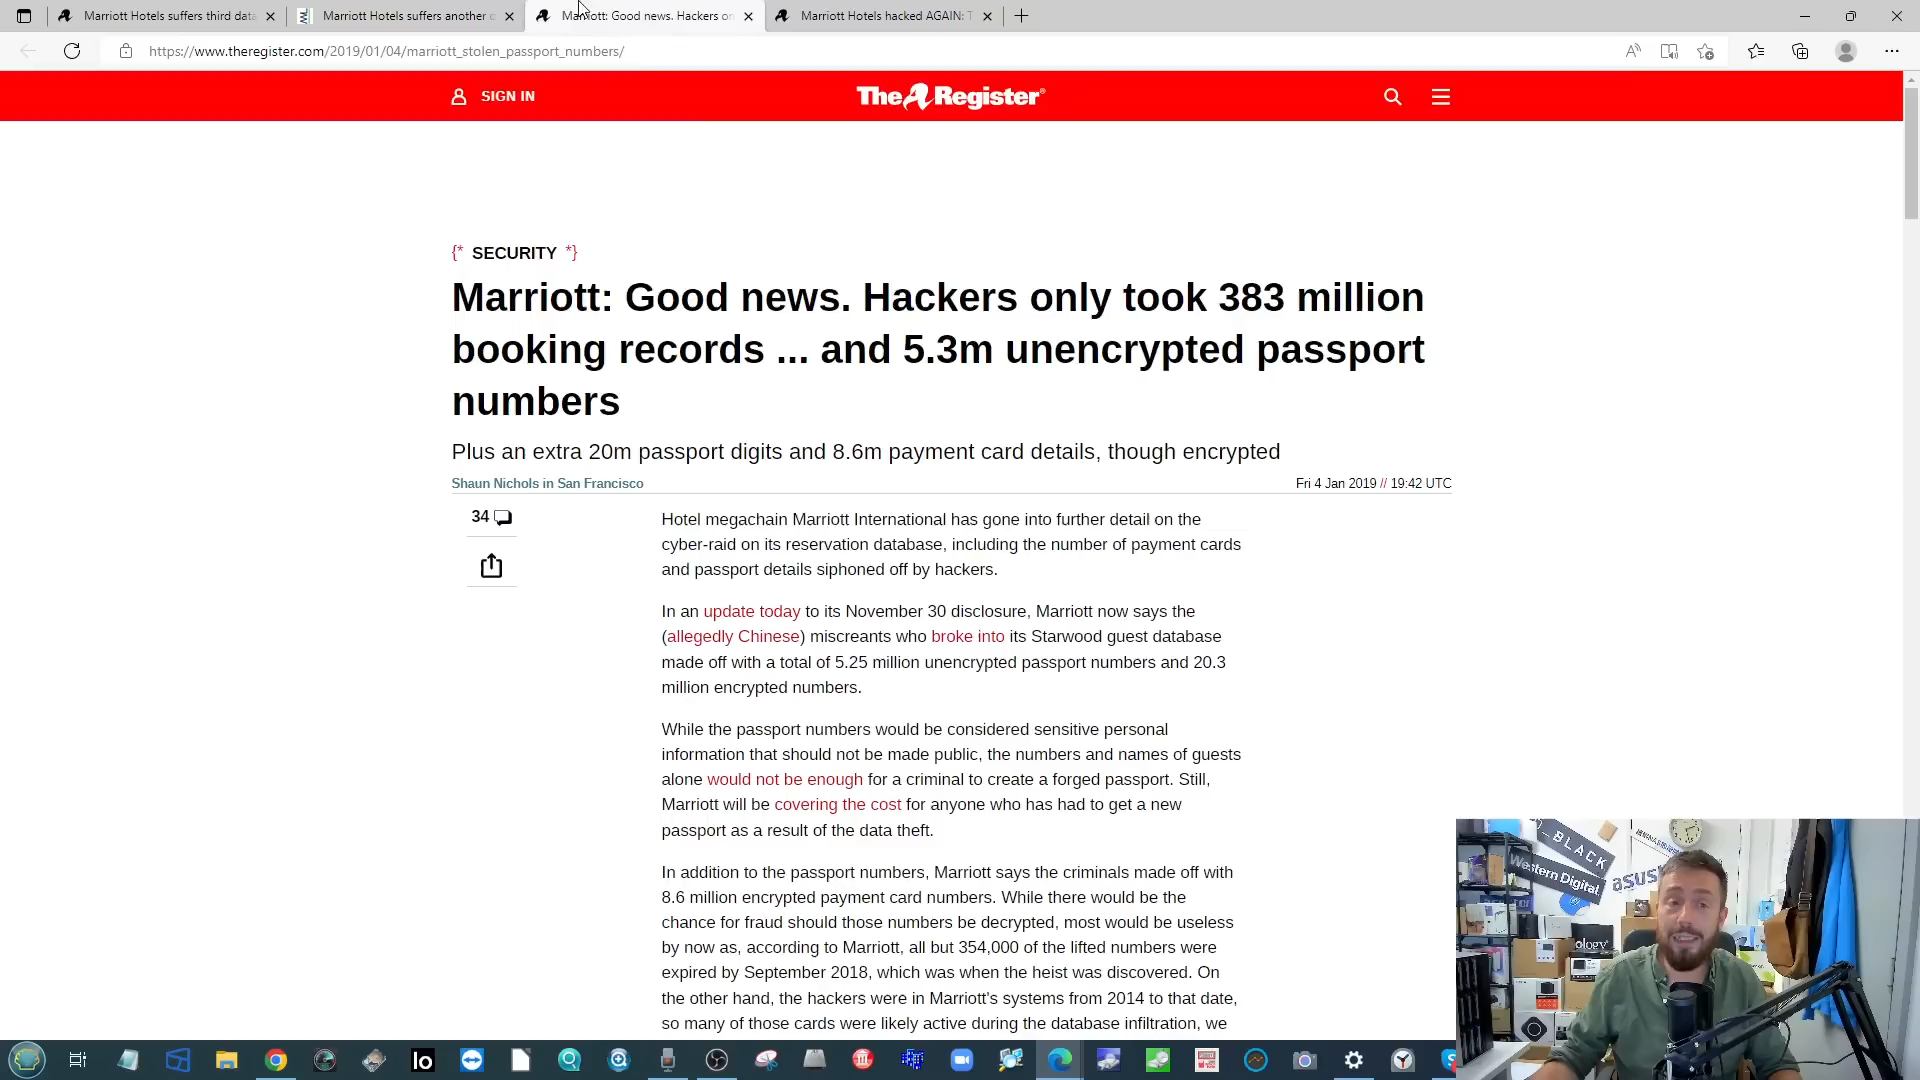 Marriott Hotels suffers third data
Marriott Hotels suffers another
Marriott: Good news. Hackers on
Marriott Hotels hacked AGAIN: T
https://www.theregister.com/2019/01/04/marriott_stolen_passport_numbers/
SIGN IN
The Register
{* SECURITY *}
Marriott: Good news. Hackers only took 383 million
booking records ... and 5.3m unencrypted passport
numbers
Plus an extra 20m passport digits and 8.6m payment card details, though encrypted
Shaun Nichols in San Francisco
Fri 4 Jan 2019 // 19:42 UTC
34
Hotel megachain Marriott International has gone into further detail on the
cyber-raid on its reservation database, including the number of payment cards
and passport details siphoned off by hackers.
In an update today to its November 30 disclosure, Marriott now says the
(allegedly Chinese) miscreants who broke into its Starwood guest database
made off with a total of 5.25 million unencrypted passport numbers and 20.3
million encrypted numbers.
While the passport numbers would be considered sensitive personal
information that should not be made public, the numbers and names of guests
alone would not be enough for a criminal to create a forged passport. Still,
Marriott will be covering the cost for anyone who has had to get a new
passport as a result of the data theft.
In addition to the passport numbers, Marriott says the criminals made off with
8.6 million encrypted payment card numbers. While there would be the
chance for fraud should those numbers be decrypted, most would be useless
by now as, according to Marriott, all but 354,000 of the lifted numbers were
expired by September 2018, which was when the heist was discovered. On
the other hand, the hackers were in Marriott's systems from 2014 to that date,
so many of those cards were likely active during the database infiltration, we
_BLACK
Western Digital
asus
ology
Io